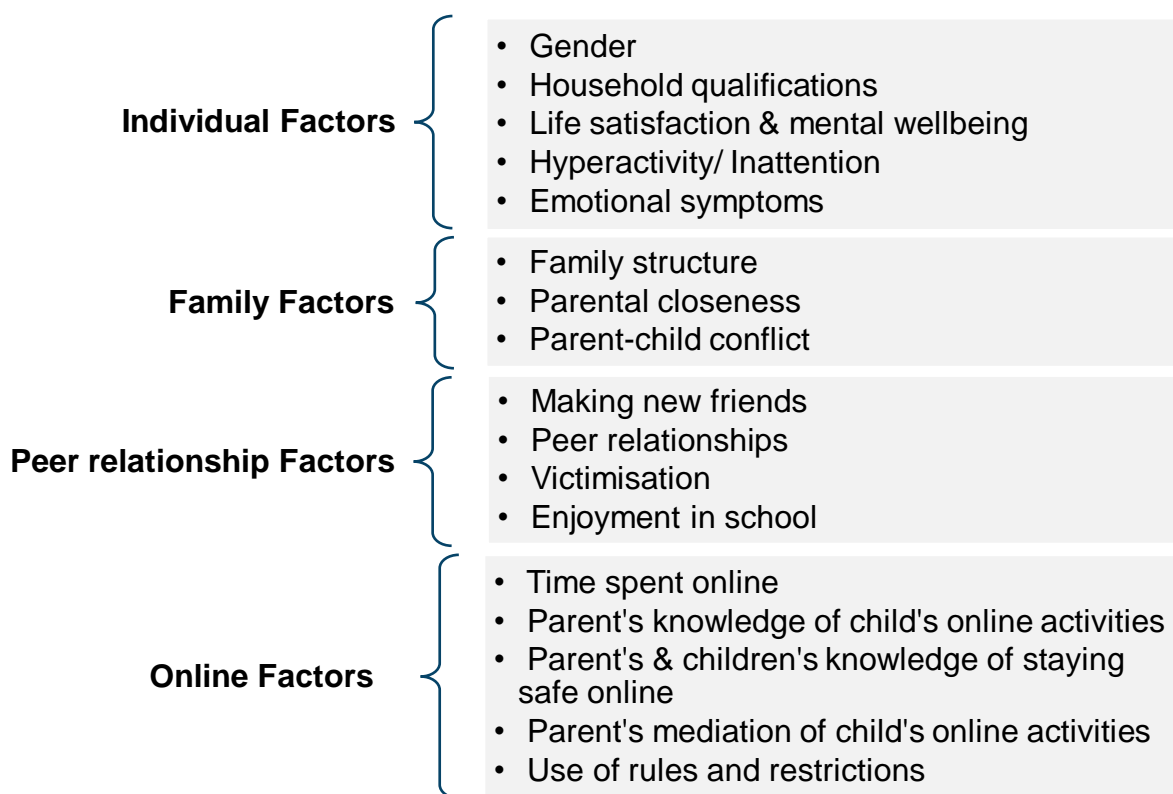 Individual Factors
• Gender
• Household qualifications
• Life satisfaction & mental wellbeing
• Hyperactivity/ Inattention
• Emotional symptoms
Family Factors
• Family structure
• Parental closeness
• Parent-child conflict
Peer relationship Factors
• Making new friends
• Peer relationships
• Victimisation
• Enjoyment in school
Online Factors
• Time spent online
• Parent's knowledge of child's online activities
• Parent's & children's knowledge of staying
safe online
• Parent's mediation of child's online activities
• Use of rules and restrictions